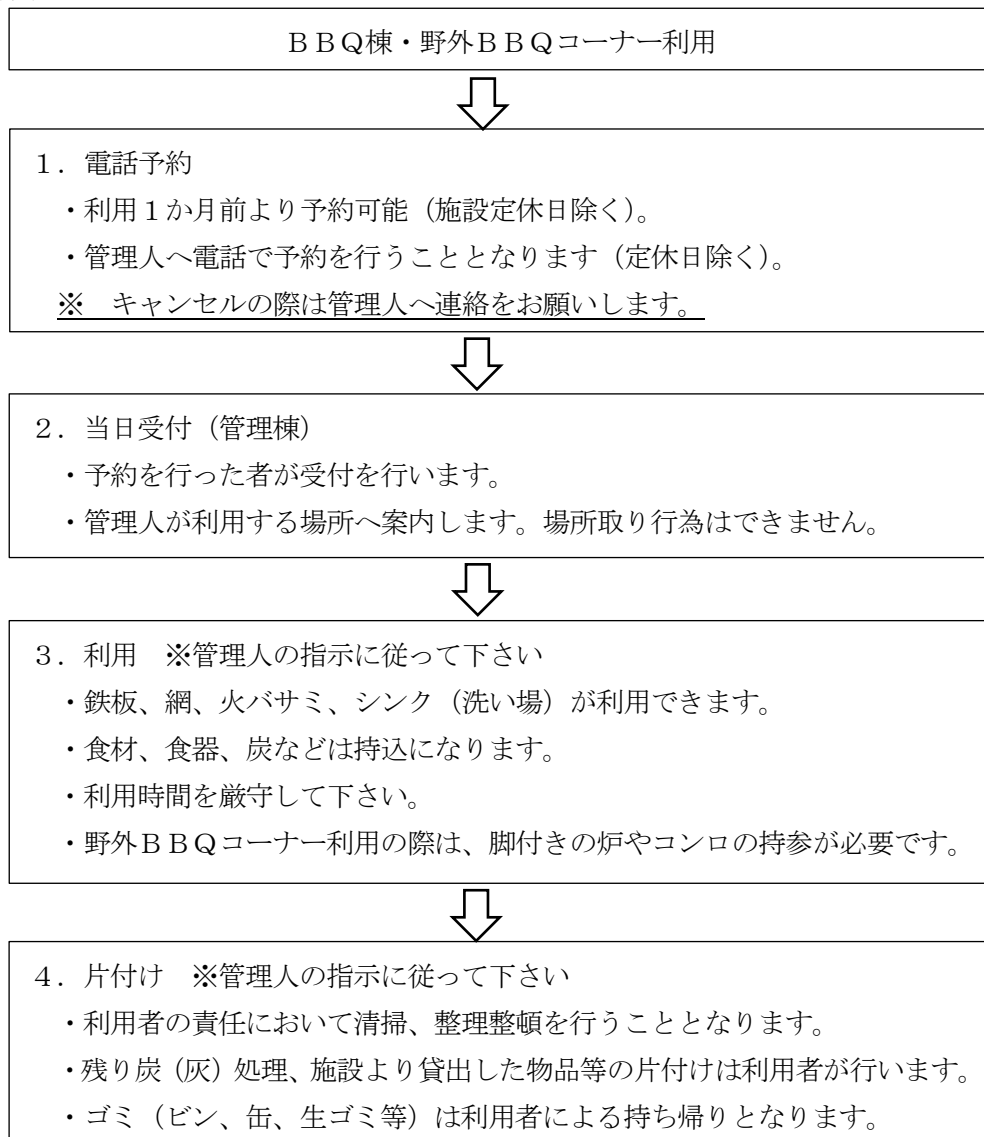 ＢＢＱ棟・野外ＢＢＱコーナー利用
１．電話予約
・利用１か月前より予約可能（施設定休日除く）。
・管理人へ電話で予約を行うこととなります（定休日除く）。
※　キャンセルの際は管理人へ連絡をお願いします。
２．当日受付（管理棟）
・予約を行った者が受付を行います。
・管理人が利用する場所へ案内します。場所取り行為はできません。
３．利用　※管理人の指示に従って下さい
・鉄板、網、火バサミ、シンク（洗い場）が利用できます。
・食材、食器、炭などは持込になります。
・利用時間を厳守して下さい。
・野外ＢＢＱコーナー利用の際は、脚付きの炉やコンロの持参が必要です。
４．片付け　※管理人の指示に従って下さい
・利用者の責任において清掃、整理整頓を行うこととなります。
・残り炭（灰）処理、施設より貸出した物品等の片付けは利用者が行います。
・ゴミ（ビン、缶、生ゴミ等）は利用者による持ち帰りとなります。